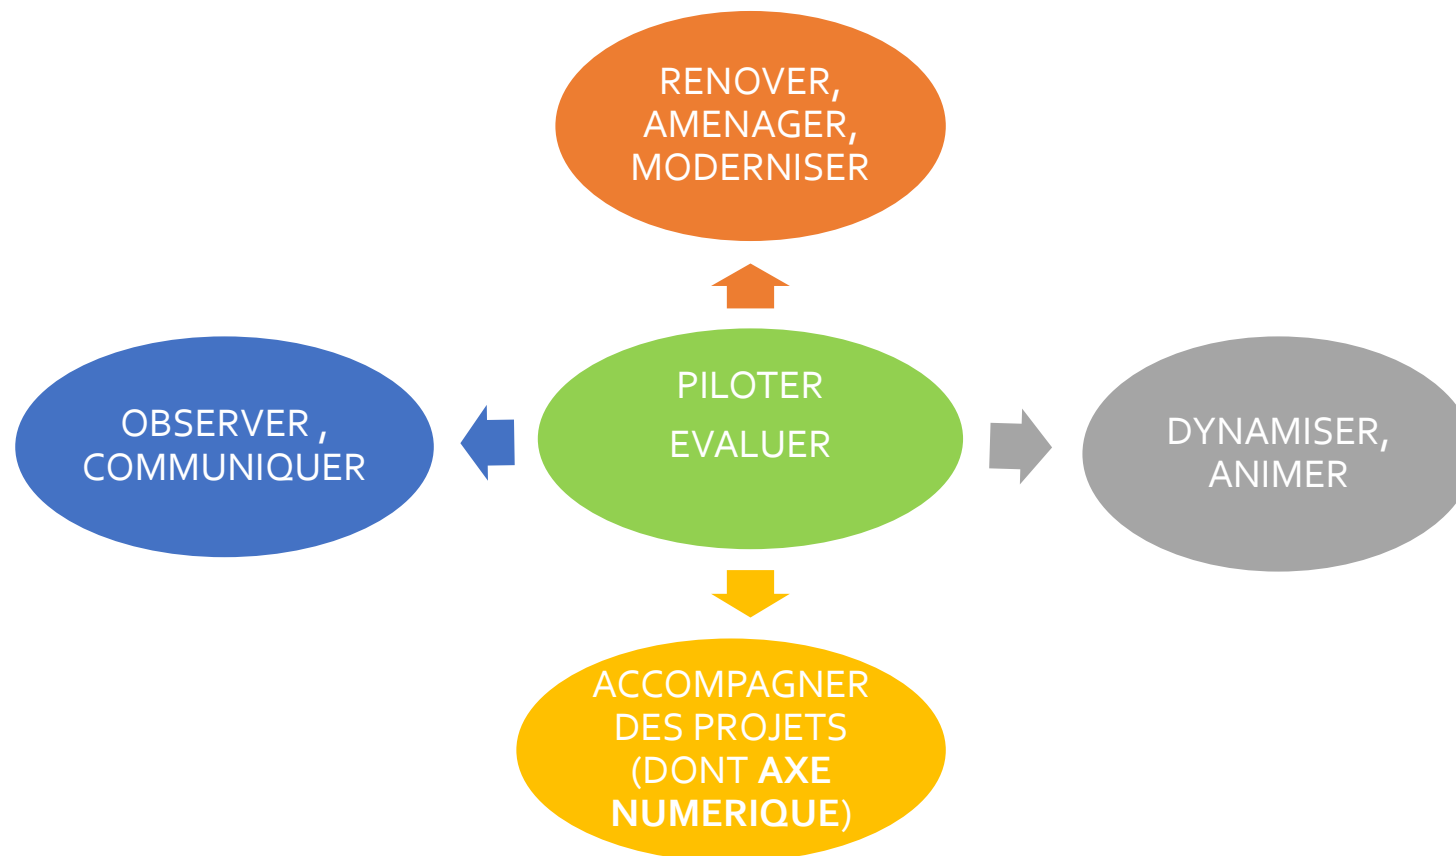 RENOVER,
AMENAGER,
MODERNISER
OBSERVER ,
COMMUNIQUER
PILOTER
EVALUER
DYNAMISER,
ANIMER
ACCOMPAGNER
DES PROJETS
(DONT AXE
NUMERIQUE)